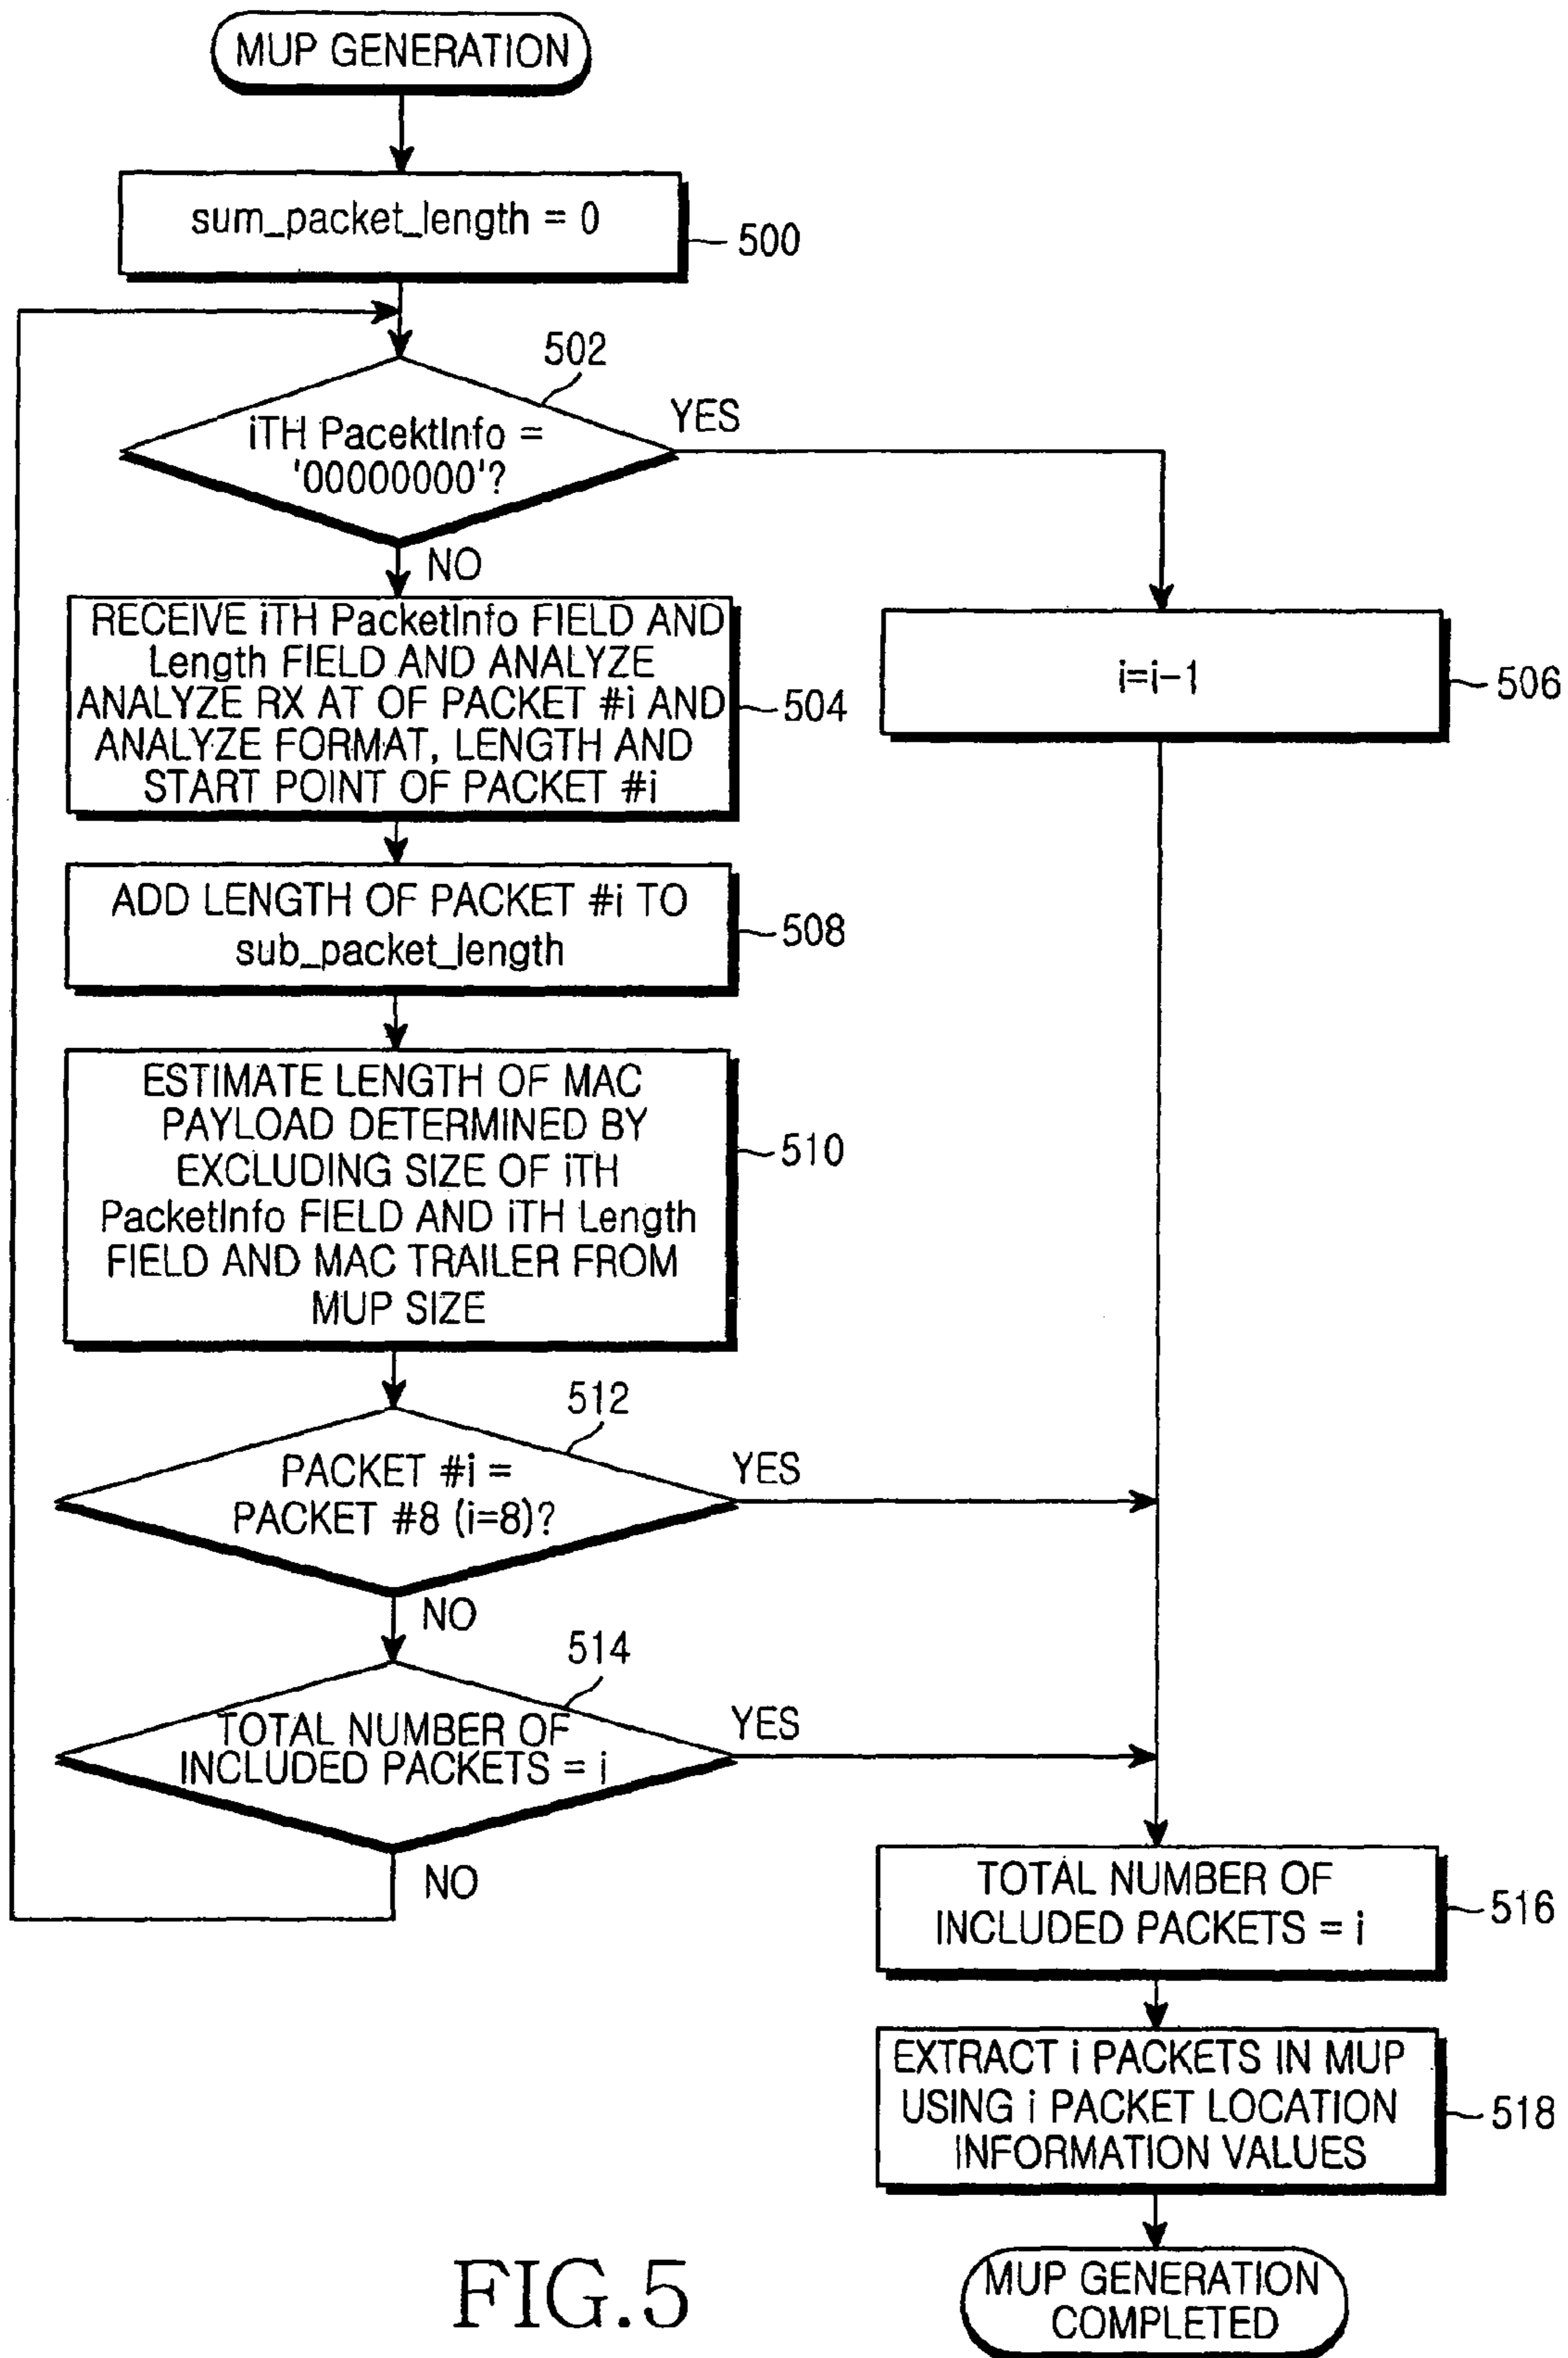 MUP GENERATION
sum_packet_length = 0
500
502
iTH PacektInfo =
'00000000'?
YES
NO
RECEIVE iTH PacketInfo FIELD AND
Length FIELD AND ANALYZE
ANALYZE RX AT OF PACKET #i AND
ANALYZE FORMAT, LENGTH AND
START POINT OF PACKET #i
504
i=i-1
506
ADD LENGTH OF PACKET #i TO
sub_packet_length
508
ESTIMATE LENGTH OF MAC
PAYLOAD DETERMINED BY
EXCLUDING SIZE OF iTH
PacketInfo FIELD AND iTH Length
FIELD AND MAC TRAILER FROM
MUP SIZE
510
512
PACKET #i =
PACKET #8 (i=8)?
YES
NO
514
TOTAL NUMBER OF
INCLUDED PACKETS = i
YES
NO
TOTAL NUMBER OF
INCLUDED PACKETS = i
516
EXTRACT i PACKETS IN MUP
USING i PACKET LOCATION
INFORMATION VALUES
518
MUP GENERATION
COMPLETED
FIG.5